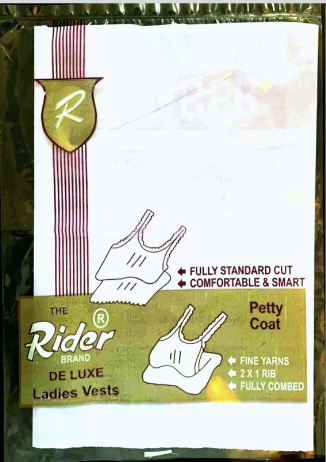 R
FULLY STANDARD CUT
COMFORTABLE & SMART
THE
Rider ®
BRAND
DE LUXE
Ladies Vests
Petty
Coat
FINE YARNS
2 X 1 RIB
FULLY COMBED